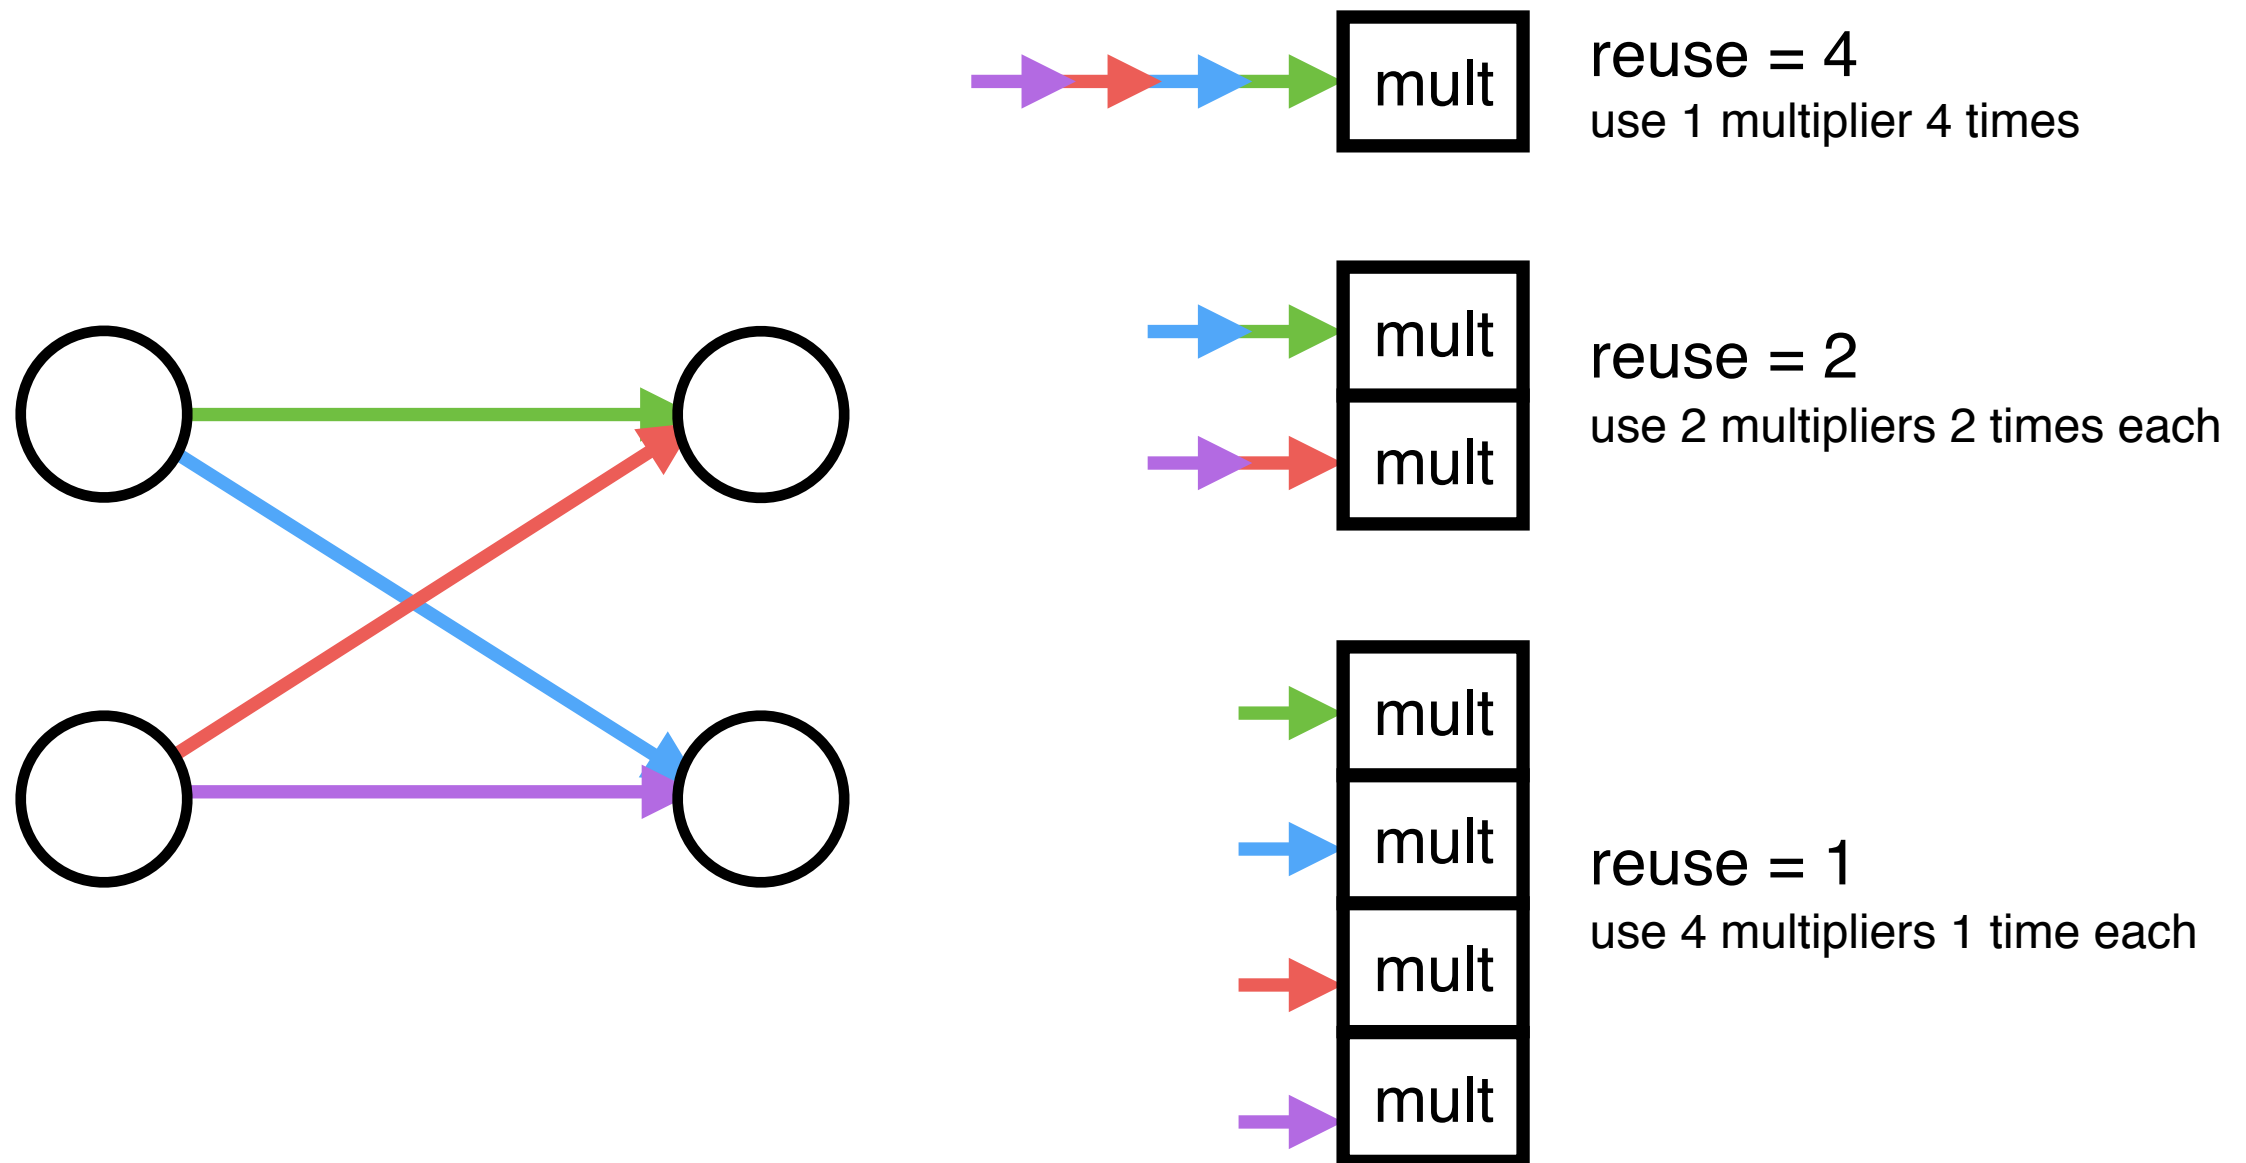 mult
reuse = 4
use 1 multiplier 4 times
mult
mult
reuse = 2
use 2 multipliers 2 times each
mult
mult
mult
mult
reuse = 1
use 4 multipliers 1 time each